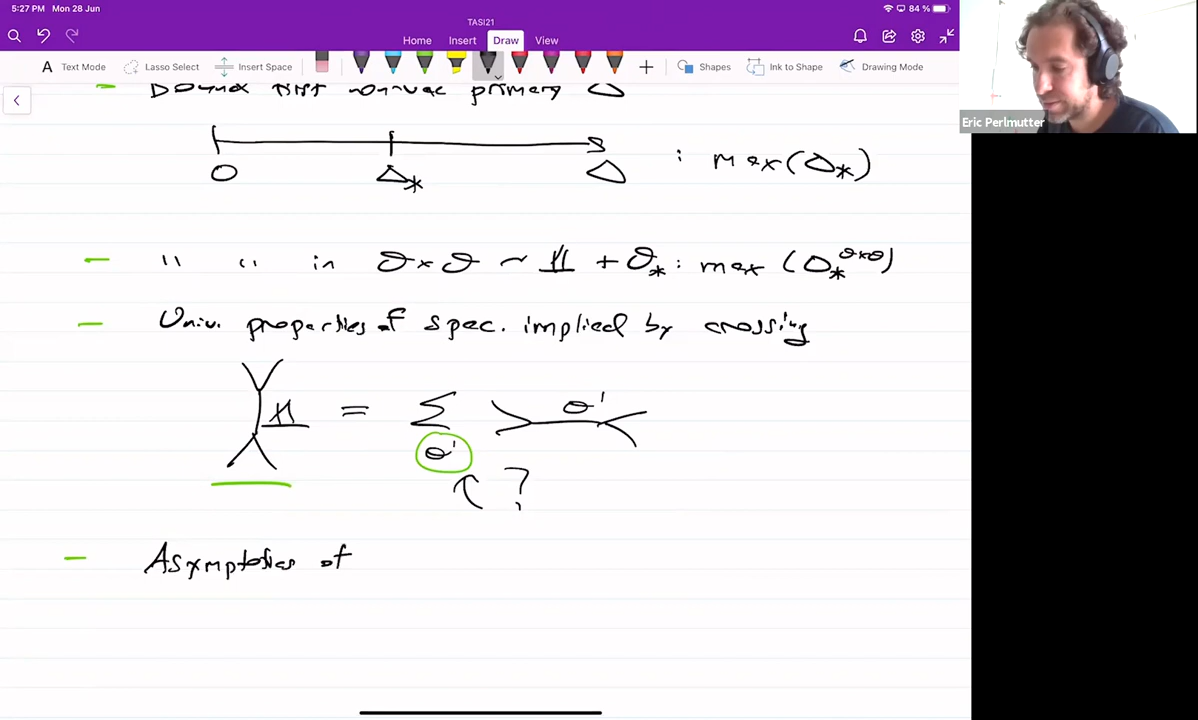 5:27 PM Mon 28 Jun
84 %
TASI21
Home Insert Draw View
A Text Mode Lasso Select Insert Space Shapes Ink to Shape Drawing Mode
Eric Perlmutter
- Bound first nonvac primary Δ
0 Δ* Δ : max(Δ*)
- " " in O×O ~ 𝟙 + O* : max (Δ*^{O×O})
- Univ. properties of spec. implied by crossing
𝟙 = Σ O'
O'
?
- Asymptotics of